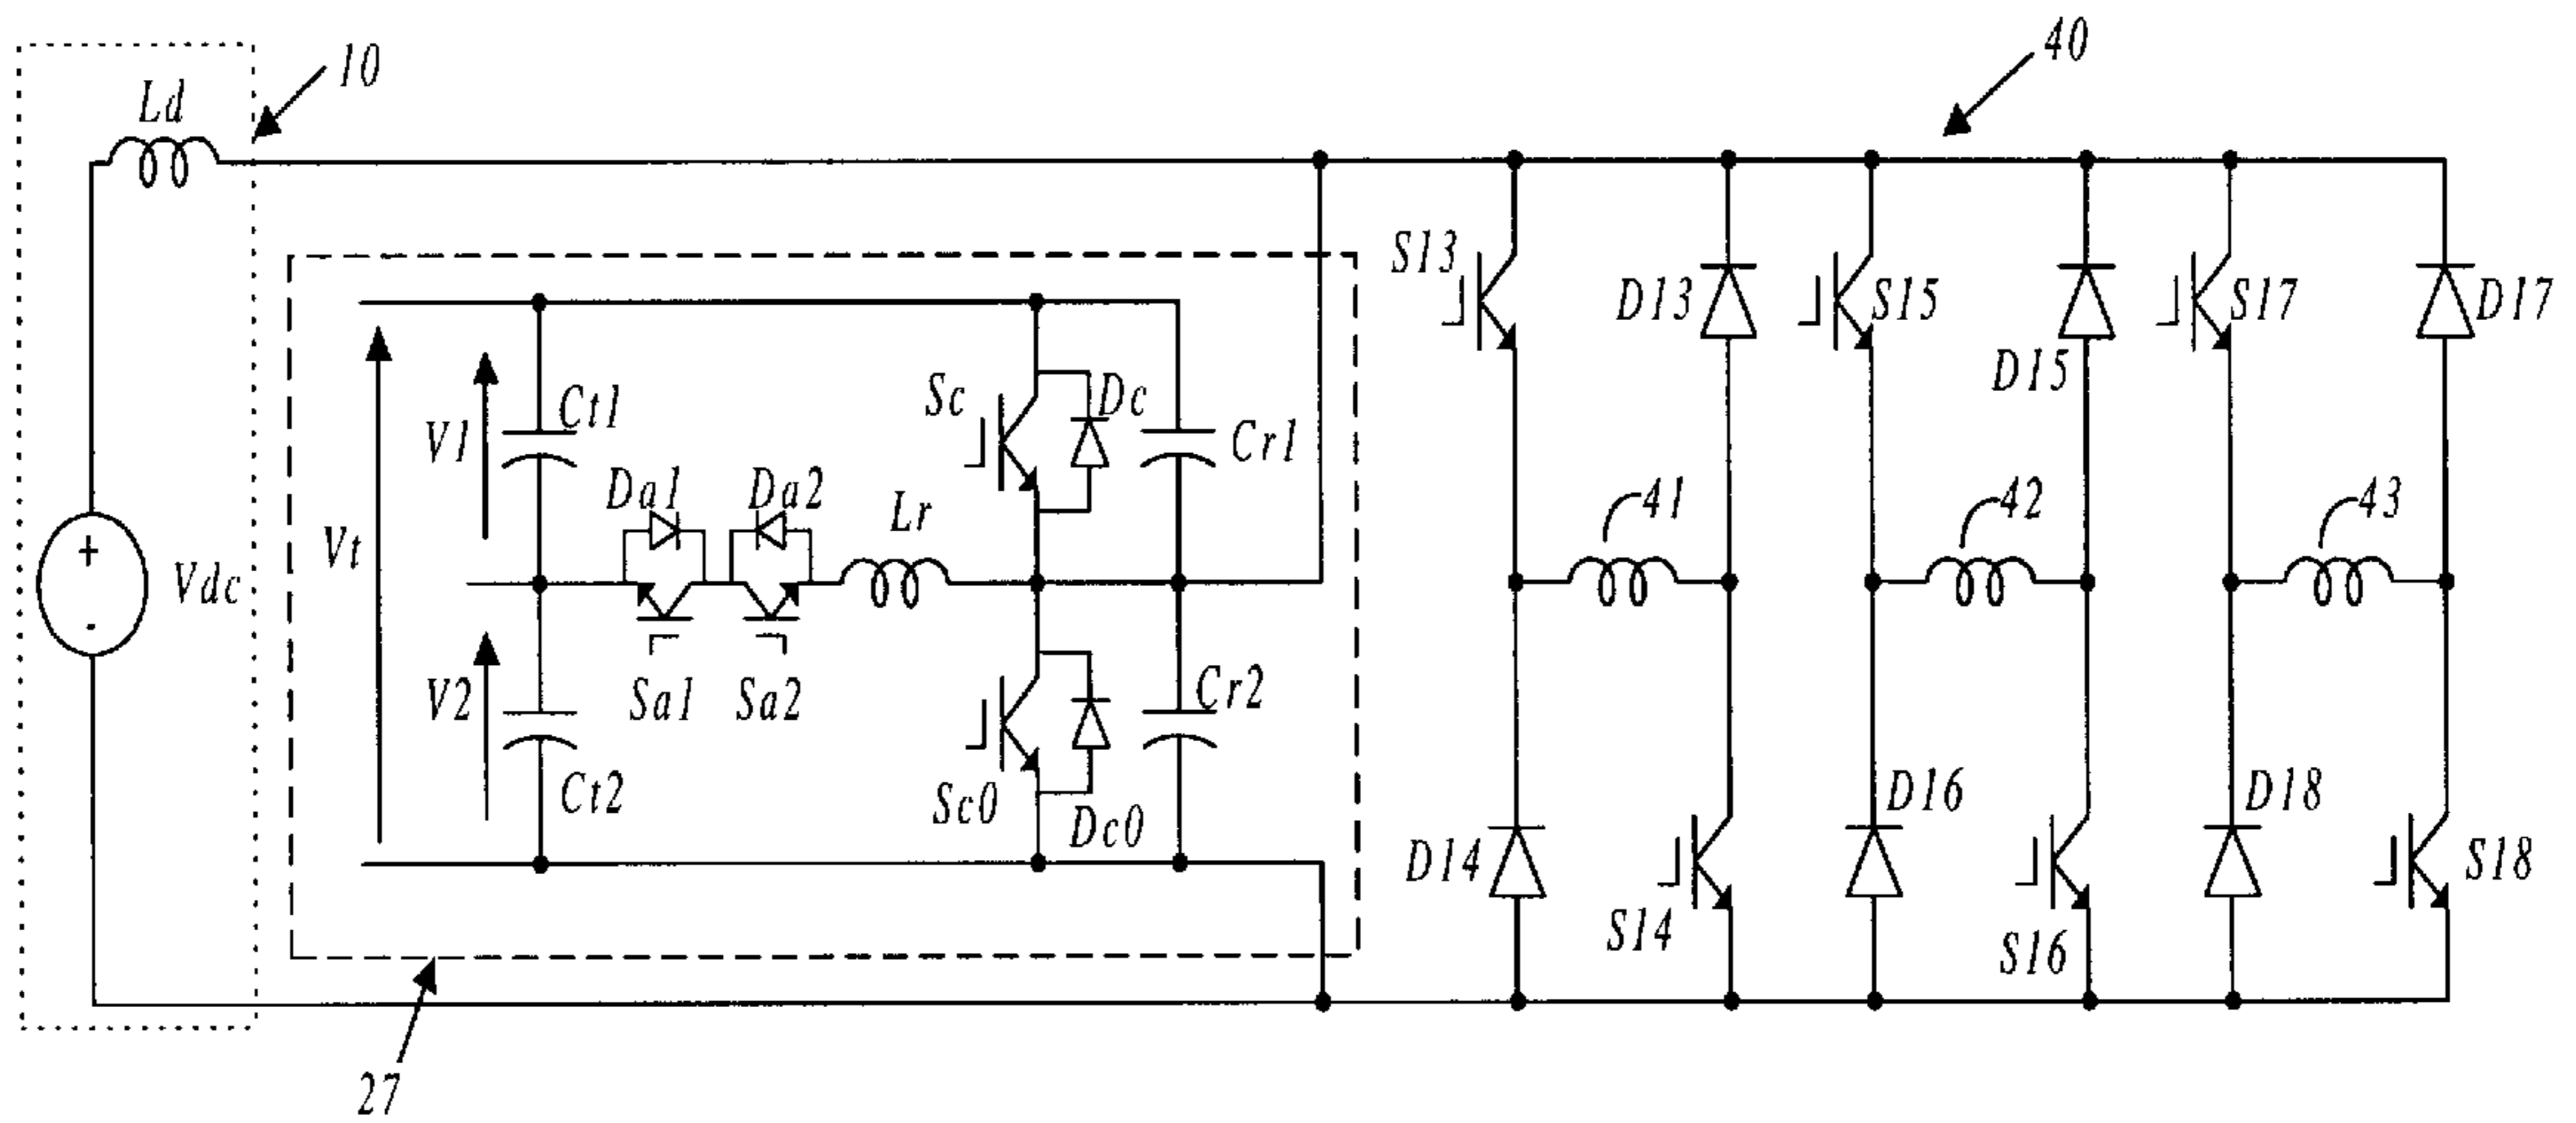 10
40
Ld
S13
D13
S15
D15
S17
D17
Sc
Dc
Ct1
V1
Cr1
Da1
Da2
Lr
41
42
43
Vt
+
-
Vdc
V2
Sa1
Sa2
Cr2
Ct2
Sc0
Dc0
D14
S14
D16
S16
D18
S18
27